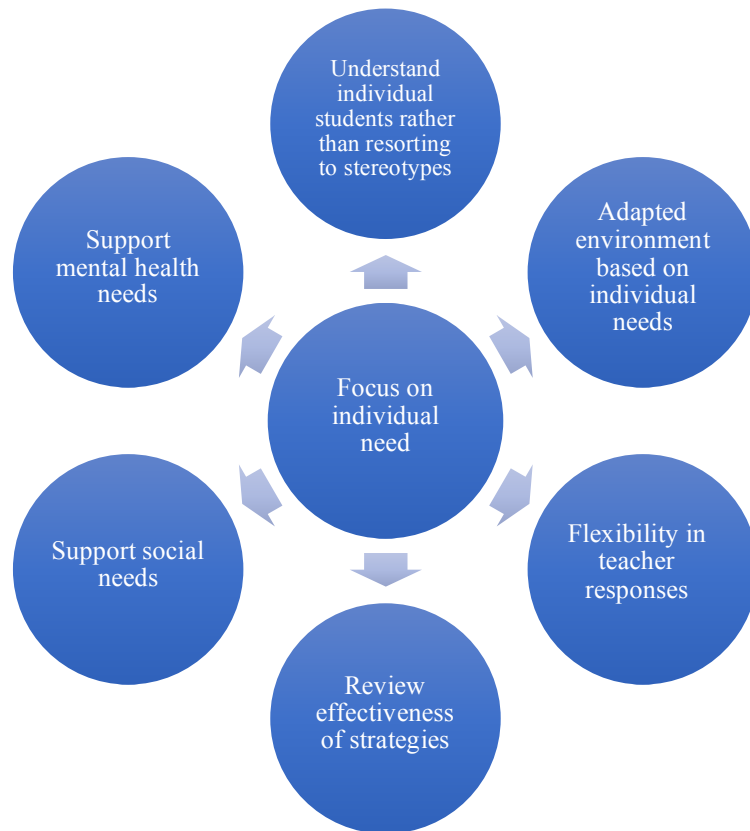 Understand
individual
students rather
than resorting
to stereotypes
Adapted
environment
based on
individual
needs
Flexibility in
teacher
responses
Review
effectiveness
of strategies
Support social
needs
Support
mental health
needs
Focus on
individual
need